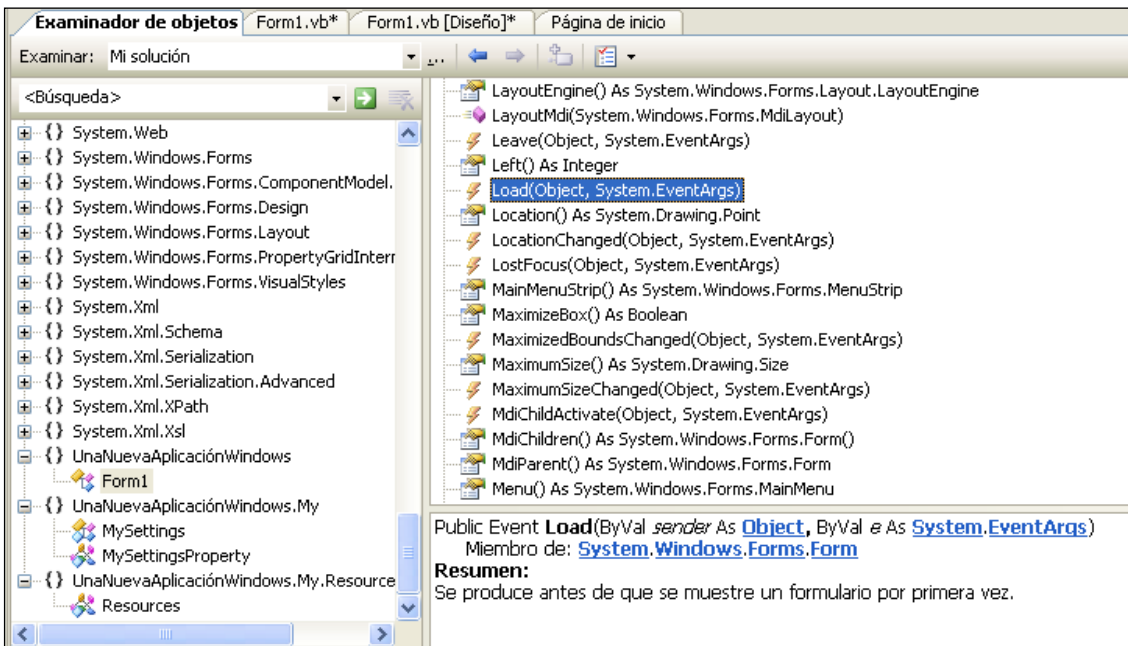 Examinador de objetos Form1.vb* Form1.vb [Diseño]* Página de inicio
Examinar: Mi solución
<Búsqueda>
System.Web
System.Windows.Forms
System.Windows.Forms.ComponentModel.
System.Windows.Forms.Design
System.Windows.Forms.Layout
System.Windows.Forms.PropertyGridIntern
System.Windows.Forms.VisualStyles
System.Xml
System.Xml.Schema
System.Xml.Serialization
System.Xml.Serialization.Advanced
System.Xml.XPath
System.Xml.Xsl
UnaNuevaAplicaciónWindows
Form1
UnaNuevaAplicaciónWindows.My
MySettings
MySettingsProperty
UnaNuevaAplicaciónWindows.My.Resource
Resources
LayoutEngine() As System.Windows.Forms.Layout.LayoutEngine
LayoutMdi(System.Windows.Forms.MdiLayout)
Leave(Object, System.EventArgs)
Left() As Integer
Load(Object, System.EventArgs)
Location() As System.Drawing.Point
LocationChanged(Object, System.EventArgs)
LostFocus(Object, System.EventArgs)
MainMenuStrip() As System.Windows.Forms.MenuStrip
MaximizeBox() As Boolean
MaximizedBoundsChanged(Object, System.EventArgs)
MaximumSize() As System.Drawing.Size
MaximumSizeChanged(Object, System.EventArgs)
MdiChildActivate(Object, System.EventArgs)
MdiChildren() As System.Windows.Forms.Form()
MdiParent() As System.Windows.Forms.Form
Menu() As System.Windows.Forms.MainMenu
Public Event Load(ByVal sender As Object, ByVal e As System.EventArgs)
Miembro de: System.Windows.Forms.Form
Resumen:
Se produce antes de que se muestre un formulario por primera vez.